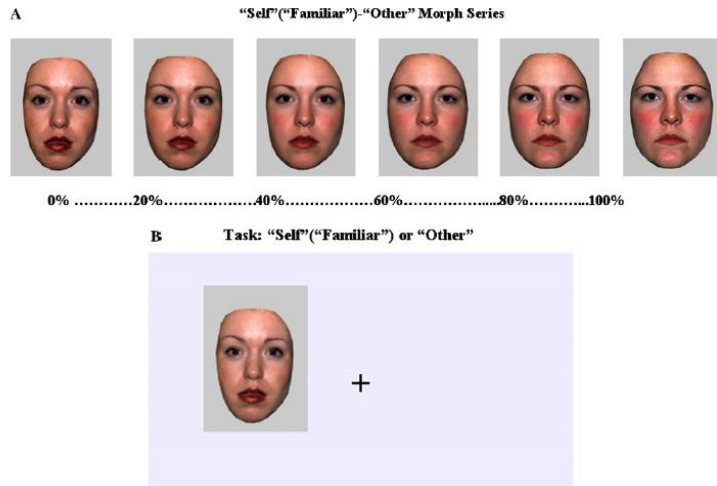 A “Self”(“Familiar”)-“Other” Morph Series
0% …………20%……………….40%……………….60%……………......80%………...100%
B Task: “Self”(“Familiar”) or “Other”